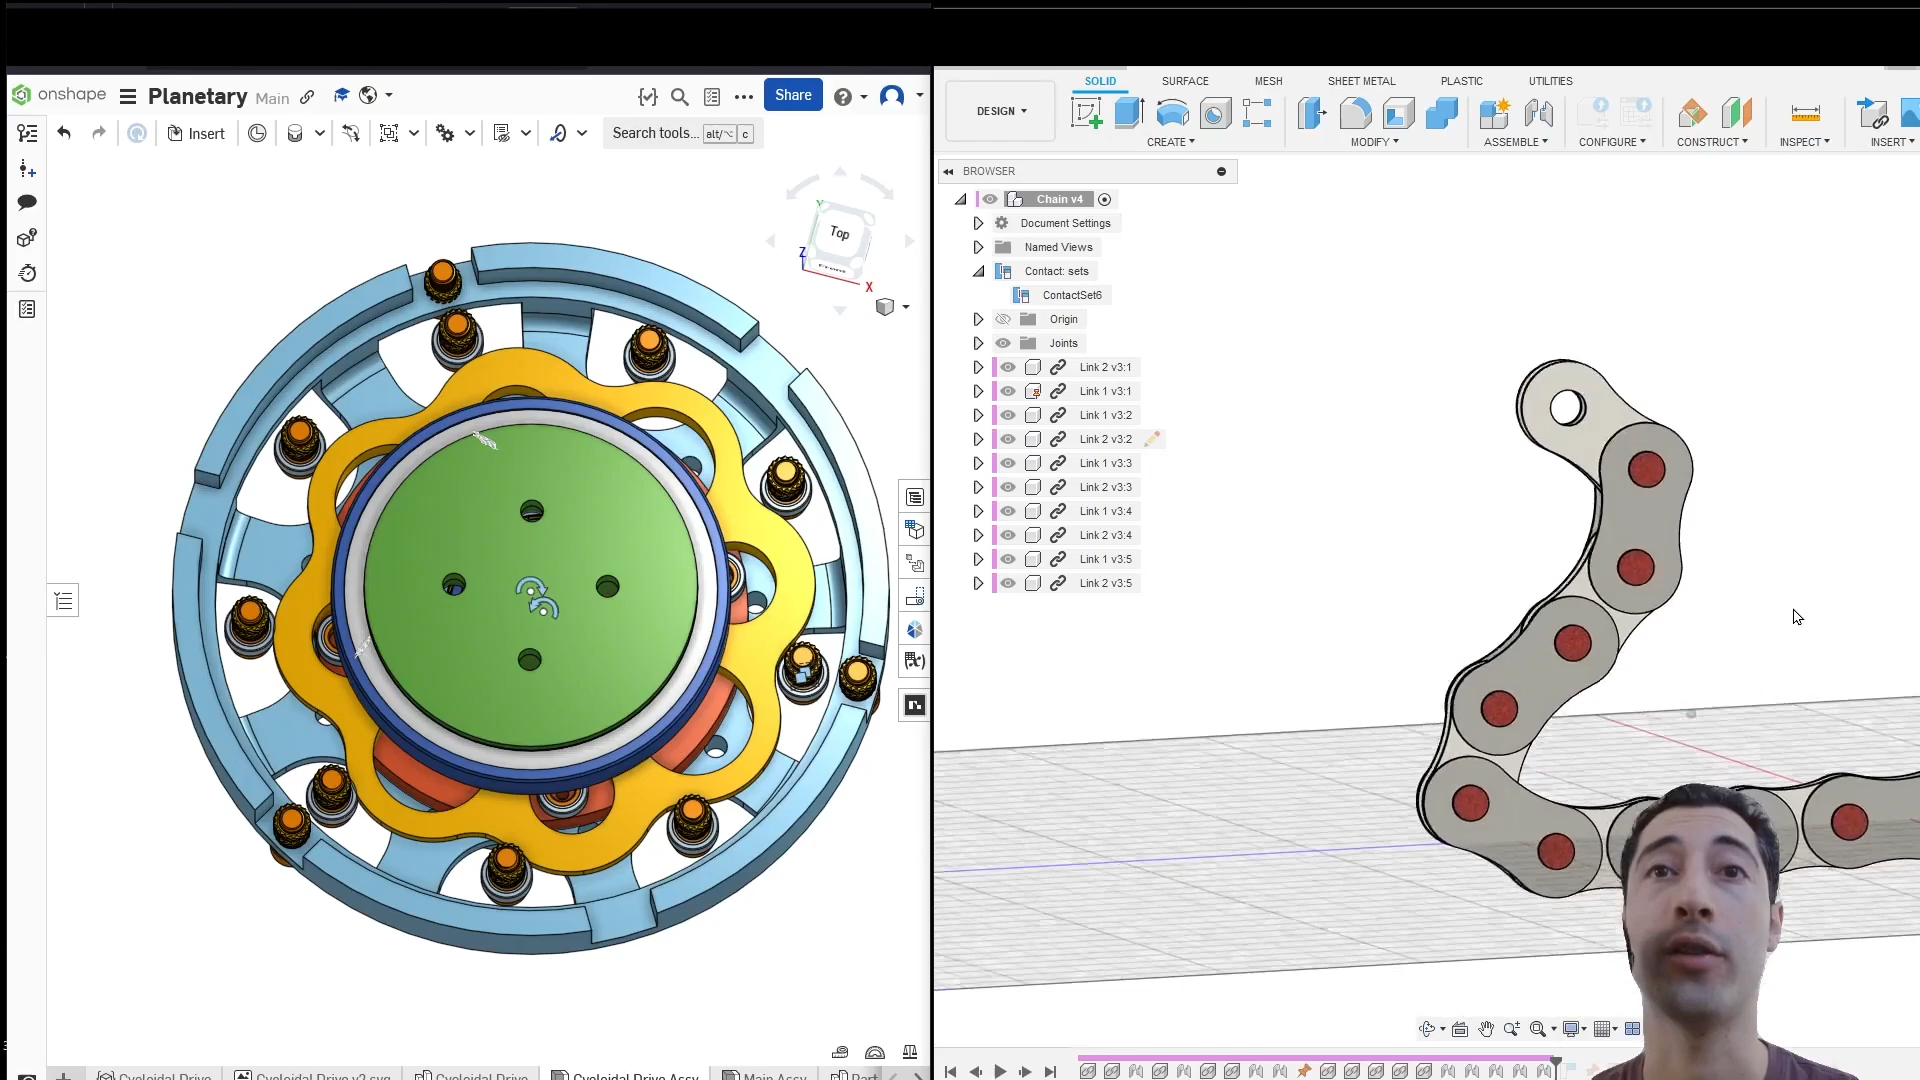 onshape
Planetary Main
Share
Insert
Search tools... alt/⌥ c
Top
Z
X
Y
Cycloidal Drive
Cycloidal Drive v2.svg
Cycloidal Drive
Cycloidal Drive Assy
Main Assy
Part
DESIGN
SOLID
SURFACE
MESH
SHEET METAL
PLASTIC
UTILITIES
CREATE
MODIFY
ASSEMBLE
CONFIGURE
CONSTRUCT
INSPECT
INSERT
BROWSER
Chain v4
Document Settings
Named Views
Contact: sets
ContactSet6
Origin
Joints
Link 2 v3:1
Link 1 v3:1
Link 1 v3:2
Link 2 v3:2
Link 1 v3:3
Link 2 v3:3
Link 1 v3:4
Link 2 v3:4
Link 1 v3:5
Link 2 v3:5